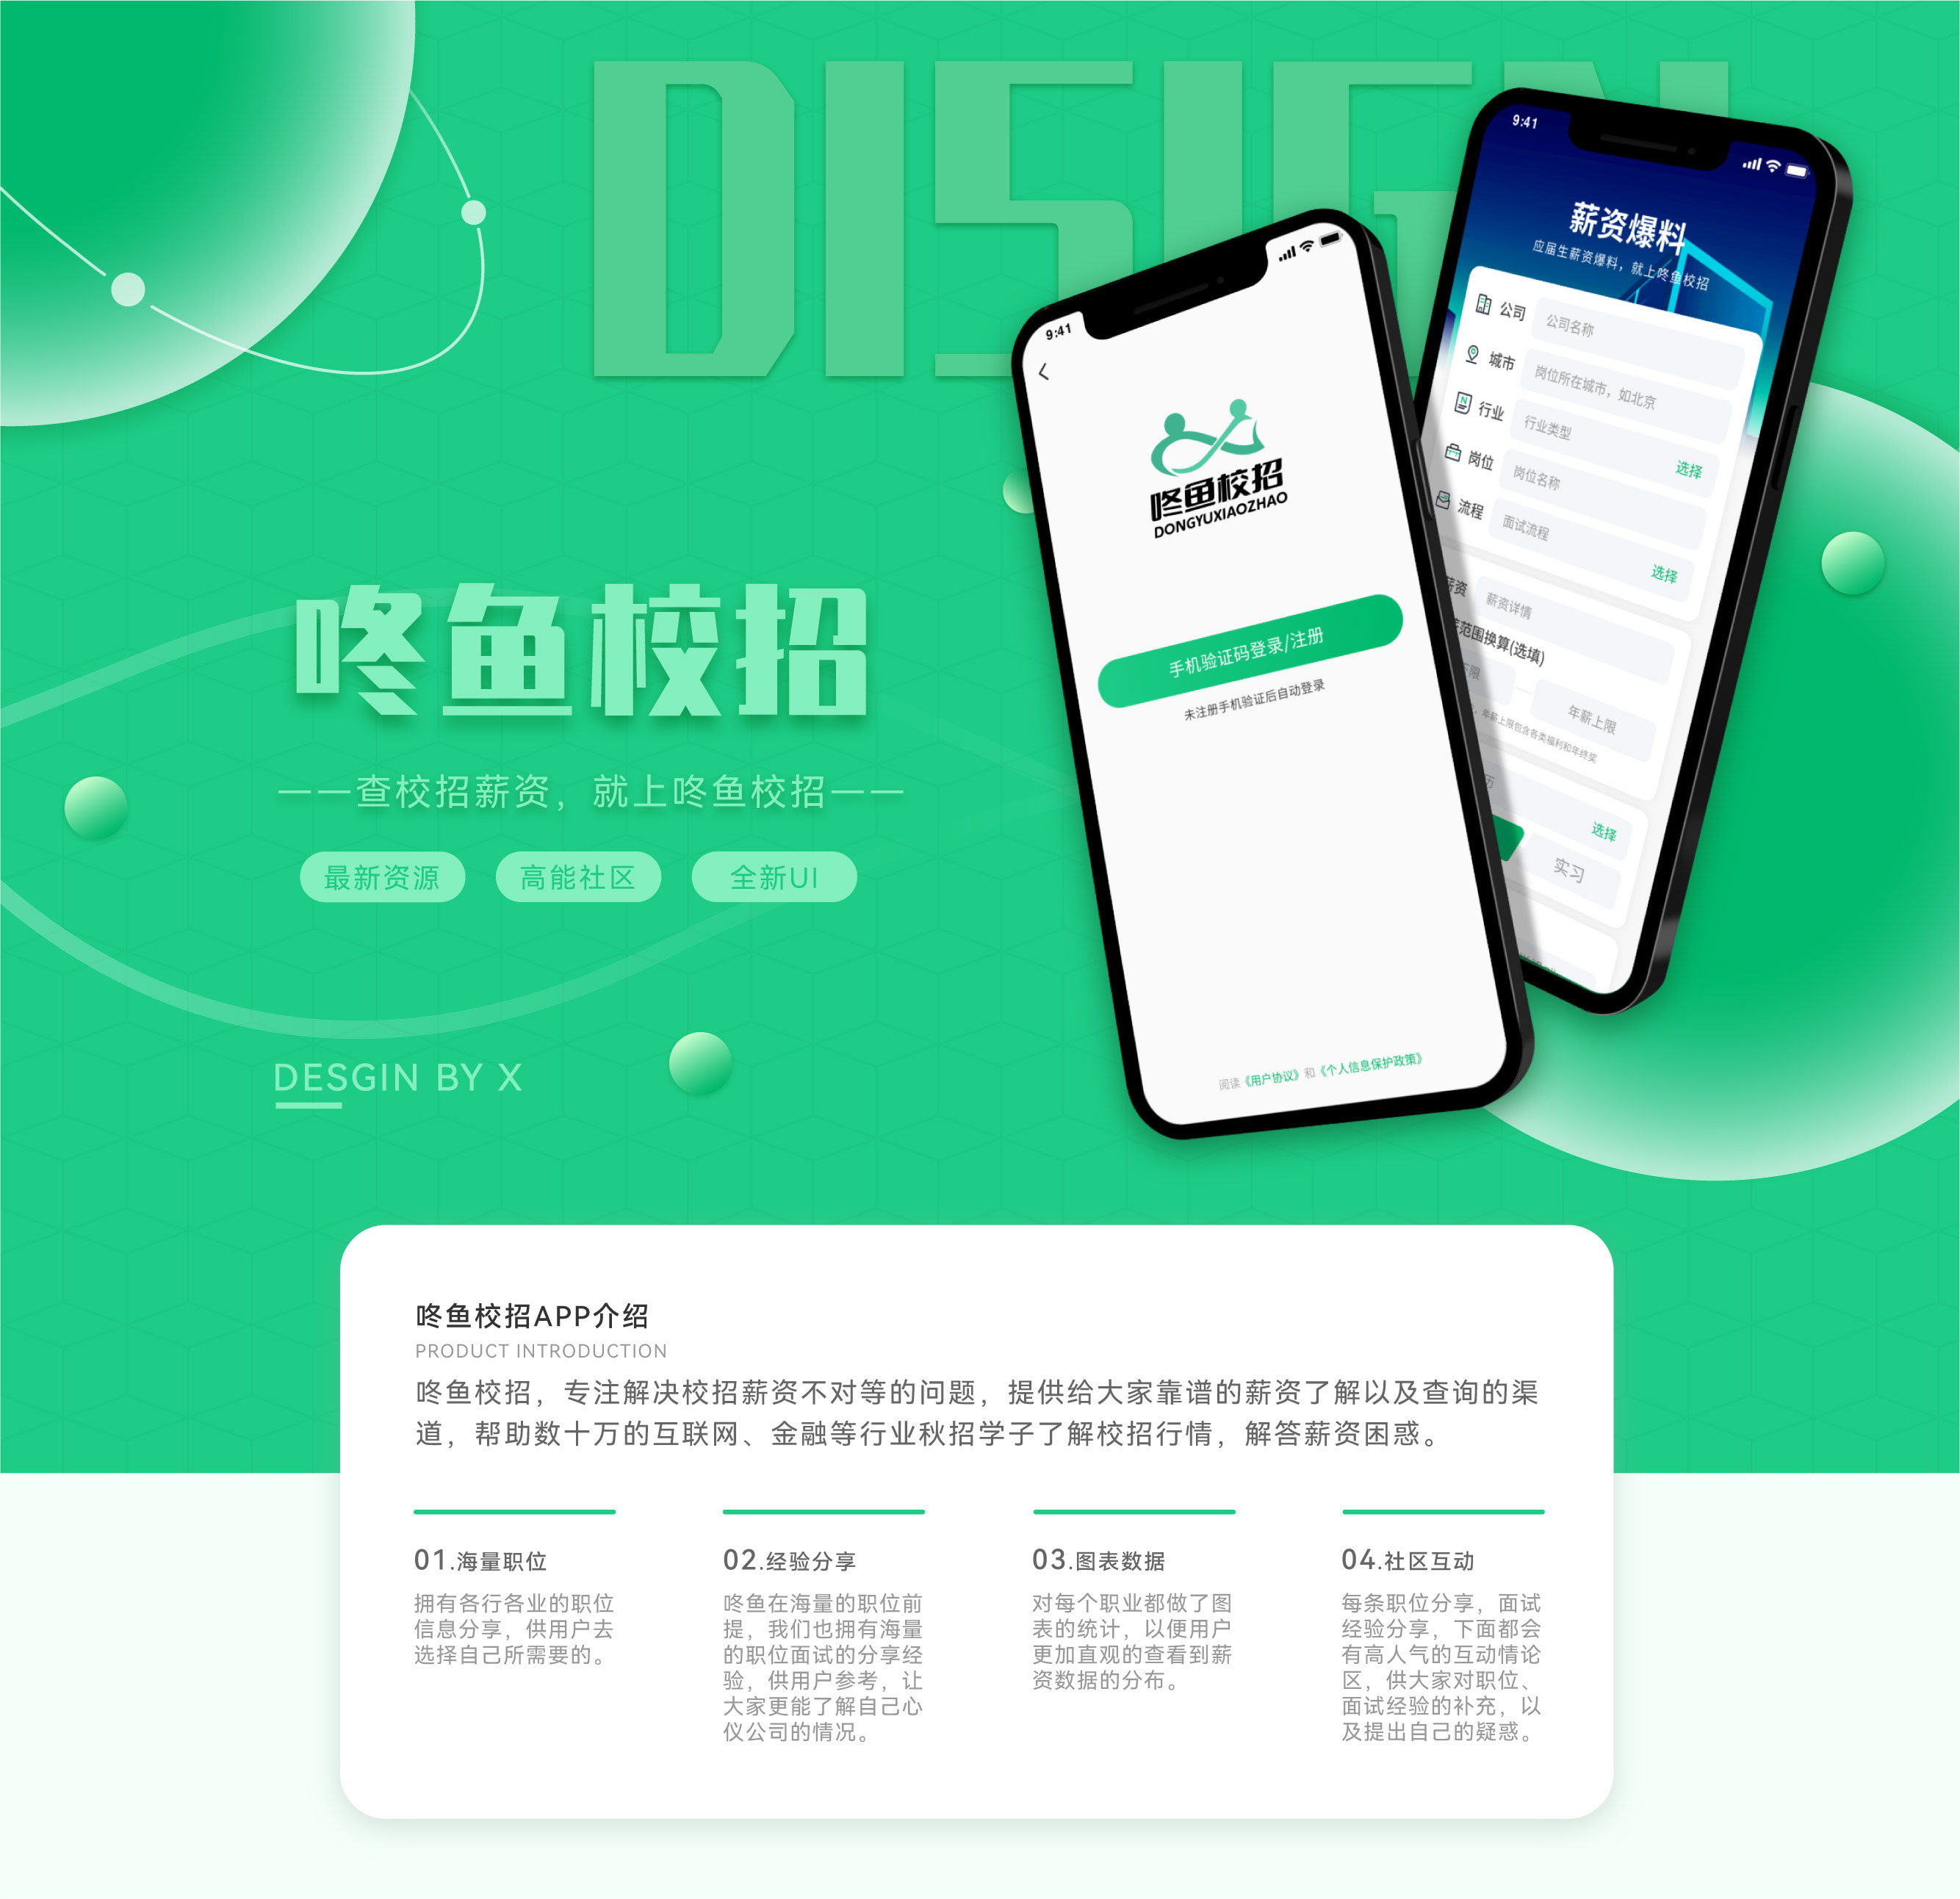 DISIGN
咚鱼校招
——查校招薪资，就上咚鱼校招——
最新资源
高能社区
全新UI
DESGIN BY X
9:41
咚鱼校招
DONGYUXIAOZHAO
手机验证码登录/注册
未注册手机验证后自动登录
阅读《用户协议》和《个人信息保护政策》
9:41
薪资爆料
应届生薪资爆料，就上咚鱼校招
公司 公司名称
城市 岗位所在城市，如北京
行业 行业类型 选择
岗位 岗位名称
流程 面试流程 选择
薪资 薪资详情
范围换算(选填)
下限 — 年薪上限
，年薪上限包含各类福利和年终奖
历 选择
实习
咚鱼校招APP介绍
PRODUCT INTRODUCTION
咚鱼校招，专注解决校招薪资不对等的问题，提供给大家靠谱的薪资了解以及查询的渠
道，帮助数十万的互联网、金融等行业秋招学子了解校招行情，解答薪资困惑。
01.海量职位
拥有各行各业的职位
信息分享，供用户去
选择自己所需要的。
02.经验分享
咚鱼在海量的职位前
提，我们也拥有海量
的职位面试的分享经
验，供用户参考，让
大家更能了解自己心
仪公司的情况。
03.图表数据
对每个职业都做了图
表的统计，以便用户
更加直观的查看到薪
资数据的分布。
04.社区互动
每条职位分享，面试
经验分享，下面都会
有高人气的互动情论
区，供大家对职位、
面试经验的补充，以
及提出自己的疑惑。